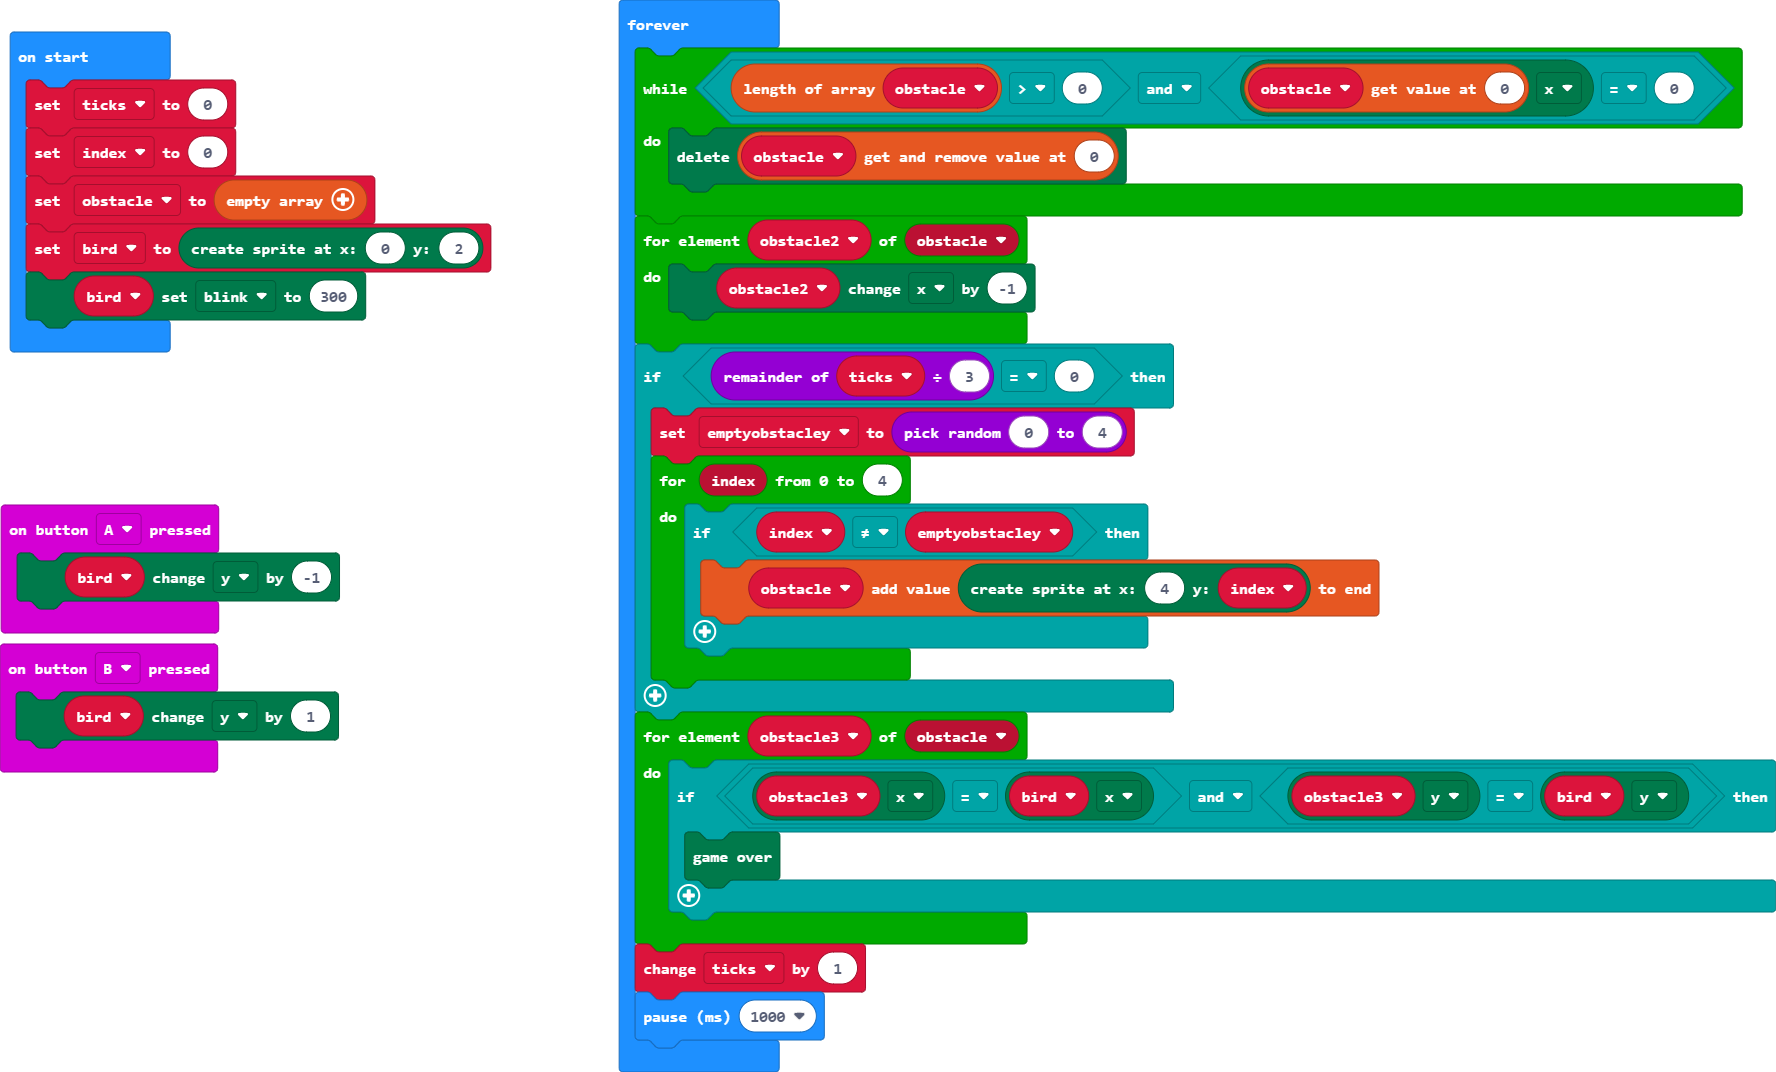 on start
set ticks to 0
set index to 0
set obstacle to empty array
set bird to create sprite at x: 0 y: 2
bird set blink to 300
on button A pressed
bird change y by -1
on button B pressed
bird change y by 1
forever
while length of array obstacle > 0 and obstacle get value at 0 x = 0
do
delete obstacle get and remove value at 0
for element obstacle2 of obstacle
do
obstacle2 change x by -1
if remainder of ticks ÷ 3 = 0 then
set emptyobstacley to pick random 0 to 4
for index from 0 to 4
do
if index ≠ emptyobstacley then
obstacle add value create sprite at x: 4 y: index to end
for element obstacle3 of obstacle
do
if obstacle3 x = bird x and obstacle3 y = bird y then
game over
change ticks by 1
pause (ms) 1000